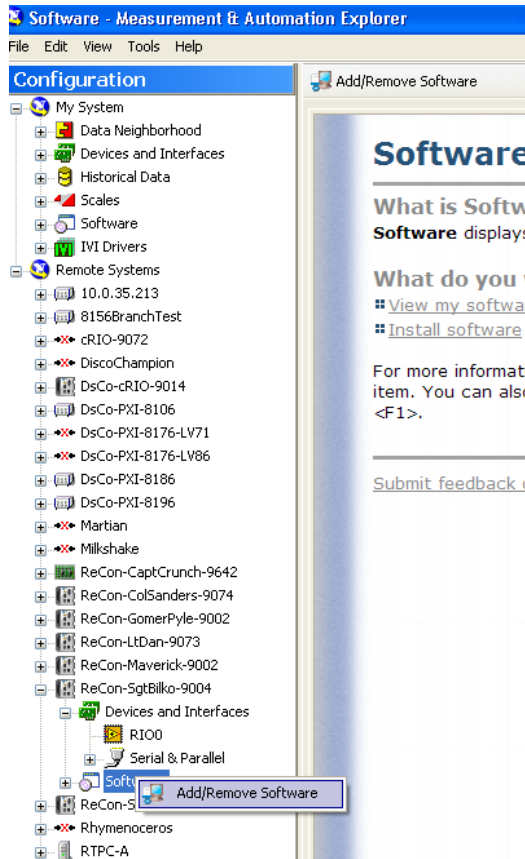 Software - Measurement & Automation Explorer
File Edit View Tools Help
Configuration
My System
Data Neighborhood
Devices and Interfaces
Historical Data
Scales
Software
IVI Drivers
Remote Systems
10.0.35.213
8156BranchTest
cRIO-9072
DiscoChampion
DsCo-cRIO-9014
DsCo-PXI-8106
DsCo-PXI-8176-LV71
DsCo-PXI-8176-LV86
DsCo-PXI-8186
DsCo-PXI-8196
Martian
Milkshake
ReCon-CaptCrunch-9642
ReCon-ColSanders-9074
ReCon-GomerPyle-9002
ReCon-LtDan-9073
ReCon-Maverick-9002
ReCon-SgtBilko-9004
Devices and Interfaces
RIO0
Serial & Parallel
Softw
Add/Remove Software
ReCon-S
Rhymenoceros
RTPC-A
Add/Remove Software
Software
What is Softw
Software displays
What do you
View my softwa
Install software
For more informat
item. You can also
<F1>.
Submit feedback